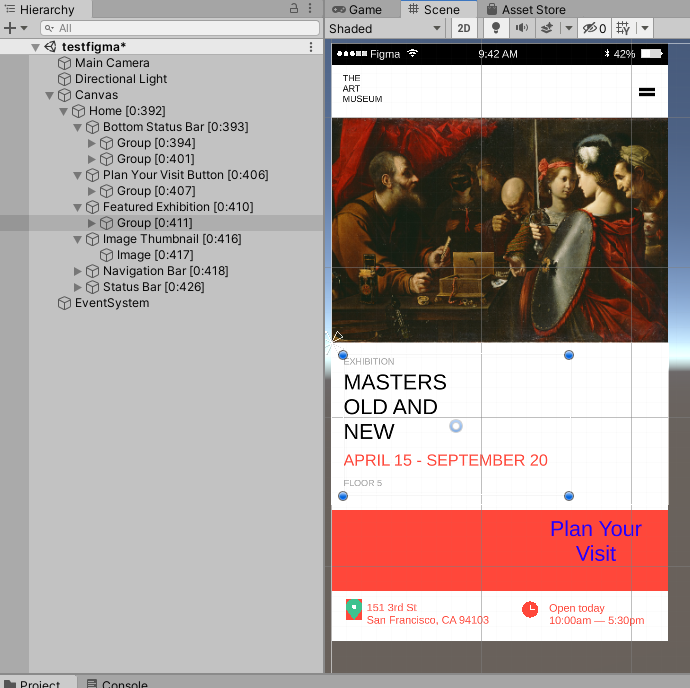 Hierarchy
All
testfigma*
Main Camera
Directional Light
Canvas
Home [0:392]
Bottom Status Bar [0:393]
Group [0:394]
Group [0:401]
Plan Your Visit Button [0:406]
Group [0:407]
Featured Exhibition [0:410]
Group [0:411]
Image Thumbnail [0:416]
Image [0:417]
Navigation Bar [0:418]
Status Bar [0:426]
EventSystem
Game
Scene
Asset Store
Shaded
2D
0
Figma
9:42 AM
42%
THE
ART
MUSEUM
EXHIBITION
MASTERS
OLD AND
NEW
APRIL 15 - SEPTEMBER 20
FLOOR 5
Plan Your
Visit
151 3rd St
San Francisco, CA 94103
Open today
10:00am — 5:30pm
Project
Console